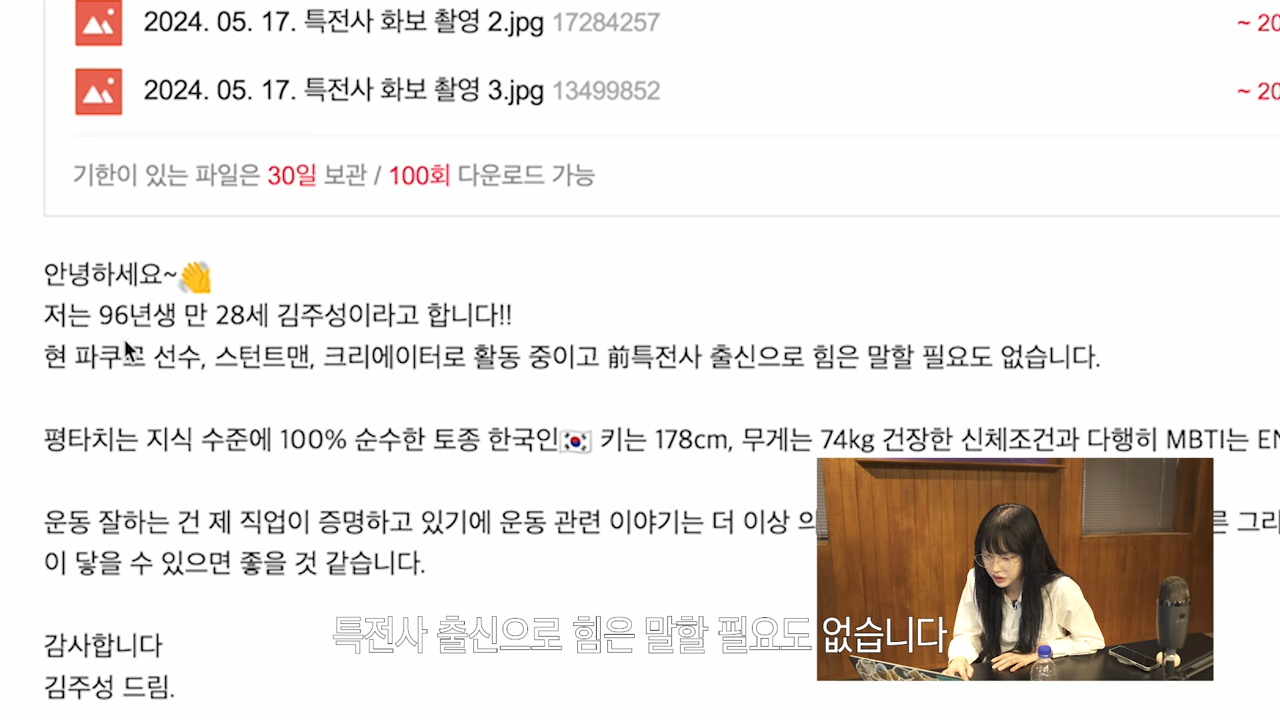 2024. 05. 17. 특전사 화보 촬영 2.jpg 17284257 ~ 20
2024. 05. 17. 특전사 화보 촬영 3.jpg 13499852 ~ 20
기한이 있는 파일은 30일 보관 / 100회 다운로드 가능
안녕하세요~👋
저는 96년생 만 28세 김주성이라고 합니다!!
현 파쿠르 선수, 스턴트맨, 크리에이터로 활동 중이고 前특전사 출신으로 힘은 말할 필요도 없습니다.
평타치는 지식 수준에 100% 순수한 토종 한국인🇰🇷 키는 178cm, 무게는 74kg 건장한 신체조건과 다행히 MBTI는 EN
운동 잘하는 건 제 직업이 증명하고 있기에 운동 관련 이야기는 더 이상 의 른 그리
이 닿을 수 있으면 좋을 것 같습니다.
특전사 출신으로 힘은 말할 필요도 없습니다
감사합니다
김주성 드림.